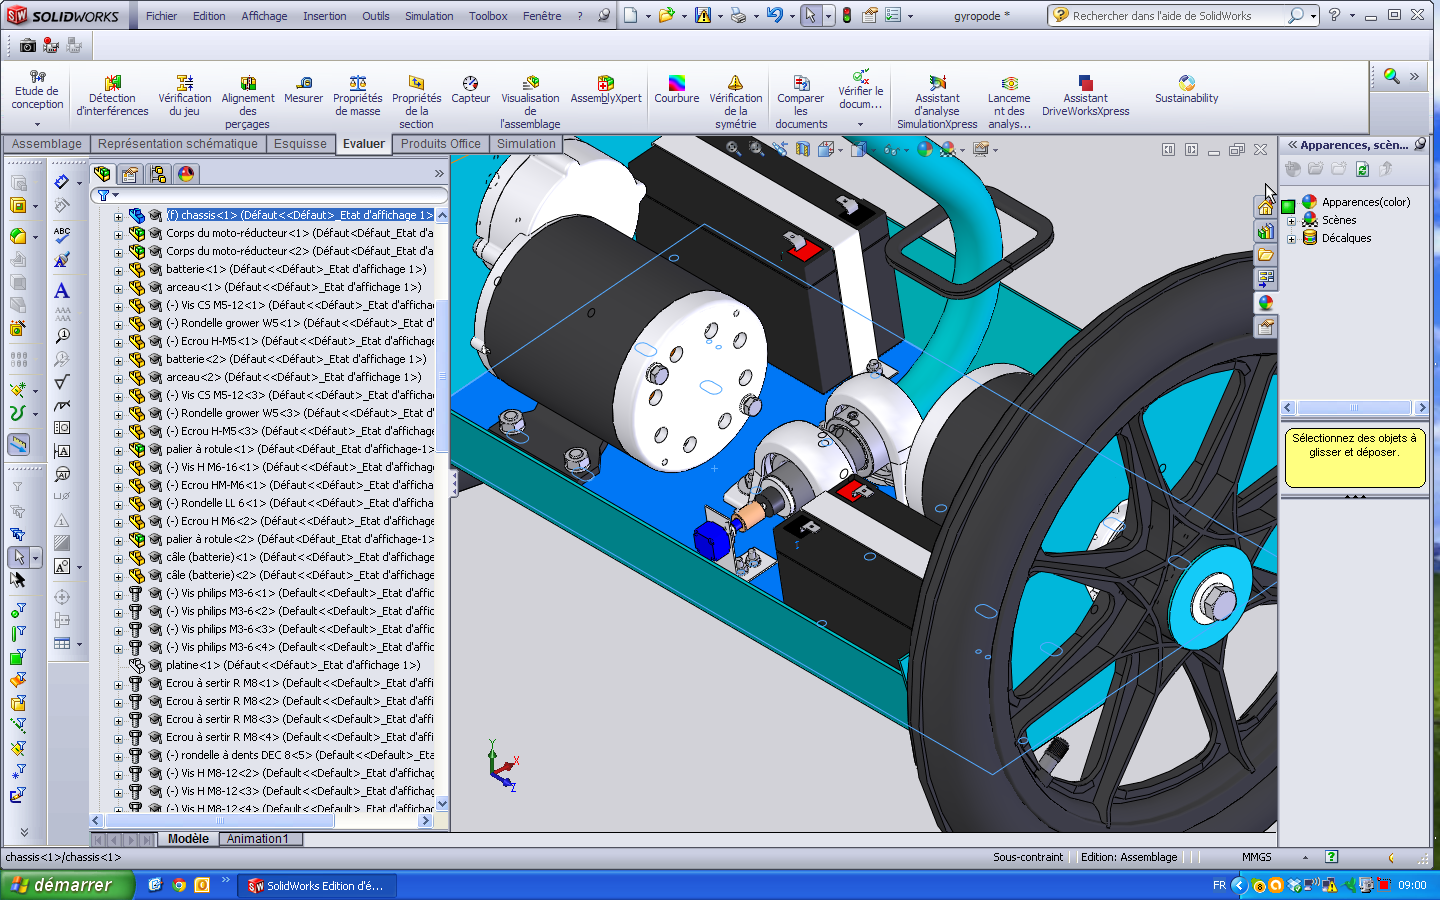 SOLIDWORKS
Fichier Edition Affichage Insertion Outils Simulation Toolbox Fenêtre ?
gyropode *
Rechercher dans l'aide de SolidWorks
Etude de conception
Détection d'interférences
Vérification du jeu
Alignement des perçages
Mesurer
Propriétés de masse
Propriétés de la section
Capteur
Visualisation de l'assemblage
AssemblyXpert
Courbure
Vérification de la symétrie
Comparer les documents
Vérifier le docum...
Assistant d'analyse SimulationXpress
Lanceme nt des analys...
Assistant DriveWorksXpress
Sustainability
Assemblage Représentation schématique Esquisse Evaluer Produits Office Simulation
(f) chassis<1> (Défaut<<Défaut>_Etat d'affichage 1>)
Corps du moto-réducteur<1> (Défaut<Défaut_Etat d'a
Corps du moto-réducteur<2> (Défaut<Défaut_Etat d'a
batterie<1> (Défaut<<Défaut>_Etat d'affichage 1>)
arceau<1> (Défaut<<Défaut>_Etat d'affichage 1>)
(-) Vis CS M5-12<1> (Défaut<<Défaut>_Etat d'afficha
(-) Rondelle grower W5<1> (Défaut<<Défaut>_Etat d'
(-) Ecrou H-M5<1> (Défaut<<Défaut>_Etat d'affichage
batterie<2> (Défaut<<Défaut>_Etat d'affichage 1>)
arceau<2> (Défaut<<Défaut>_Etat d'affichage 1>)
(-) Vis CS M5-12<3> (Défaut<<Défaut>_Etat d'afficha
(-) Rondelle grower W5<3> (Défaut<<Défaut>_Etat d'
(-) Ecrou H-M5<3> (Défaut<<Défaut>_Etat d'affichage
palier à rotule<1> (Défaut<<Défaut>_Etat d'affichage-1>
(-) Vis H M6-16<1> (Défaut<<Défaut>_Etat d'affichage
(-) Ecrou HM-M6<1> (Défaut<<Défaut>_Etat d'affichage
(-) Rondelle LL 6<1> (Défaut<<Défaut>_Etat d'affichag
(-) Ecrou H M6<2> (Défaut<<Défaut>_Etat d'affichage
palier à rotule<2> (Défaut<<Défaut>_Etat d'affichage-1>
câle (batterie)<1> (Défaut<<Défaut>_Etat d'affichage
câle (batterie)<2> (Défaut<<Défaut>_Etat d'affichage
(-) Vis philips M3-6<1> (Default<<Default>_Etat d'affic
(-) Vis philips M3-6<2> (Default<<Default>_Etat d'affic
(-) Vis philips M3-6<3> (Default<<Default>_Etat d'affic
(-) Vis philips M3-6<4> (Default<<Default>_Etat d'affic
platine<1> (Défaut<<Défaut>_Etat d'affichage 1>)
Ecrou à sertir R M8<1> (Default<<Default>_Etat d'affi
Ecrou à sertir R M8<2> (Default<<Default>_Etat d'affi
Ecrou à sertir R M8<3> (Default<<Default>_Etat d'affi
Ecrou à sertir R M8<4> (Default<<Default>_Etat d'affi
(-) rondelle à dents DEC 8<5> (Default<<Default>_Eta
(-) Vis H M8-12<2> (Default<<Default>_Etat d'affichag
(-) Vis H M8-12<3> (Default<<Default>_Etat d'affichag
(-) Vis H M8-12<4> (Default<<Default>_Etat d'affichag
Modèle Animation1
Y
X
Z
Apparences, scèn...
Apparences(color)
Scènes
Décalques
Sélectionnez des objets à
glisser et déposer.
chassis<1>/chassis<1>
Sous-contraint Edition: Assemblage MMGS
démarrer
SolidWorks Edition d'é...
FR
09:00